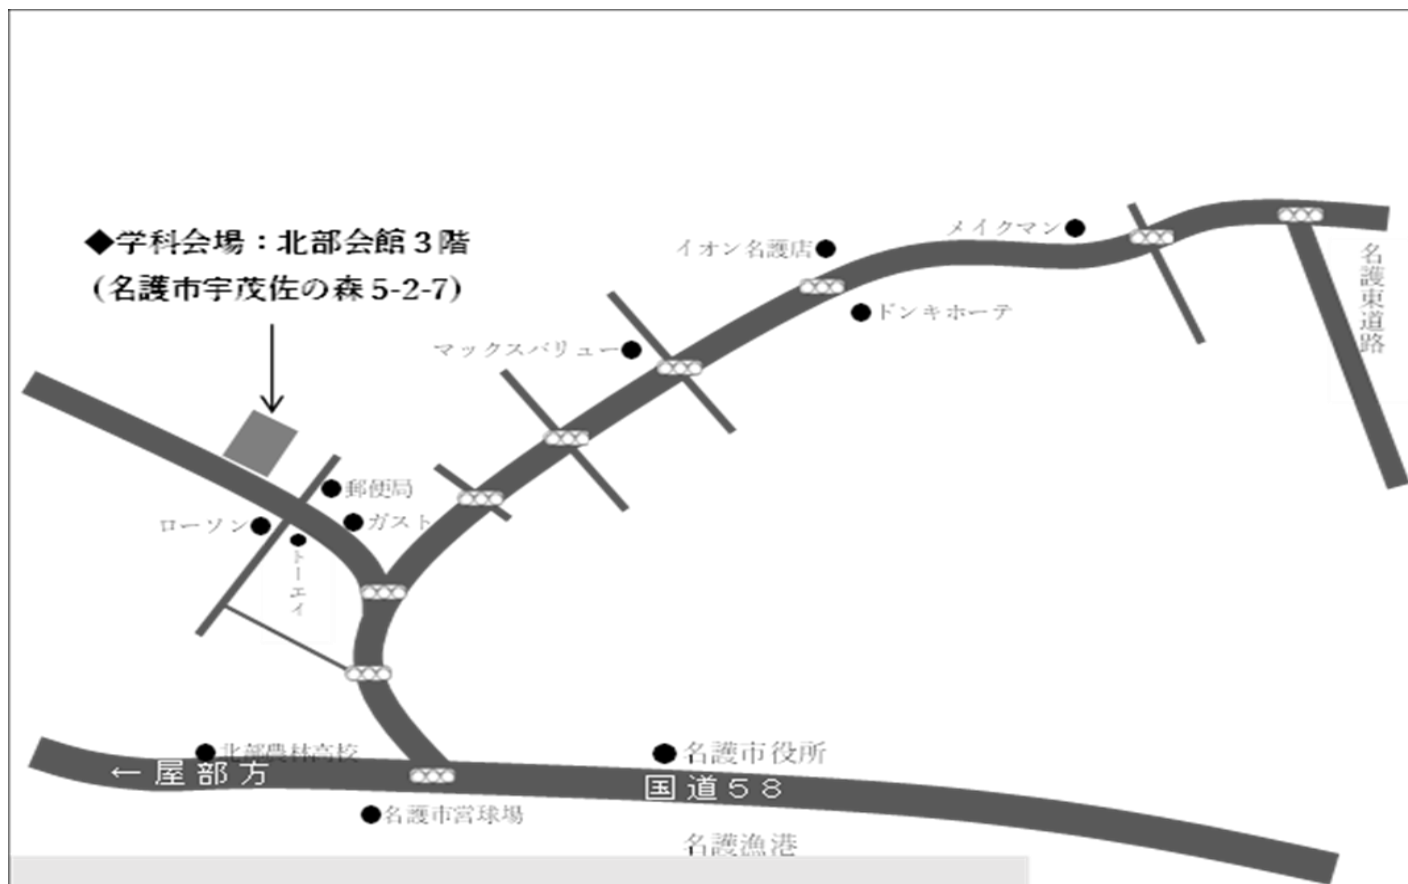 ◆学科会場：北部会館３階
(名護市宇茂佐の森 5-2-7)
メイクマン
イオン名護店
ドンキホーテ
名護東道路
マックスバリュー
郵便局
ローソン
ガスト
トーエイ
北部農林高校
名護市役所
←屋部方
国道５８
名護市営球場
名護漁港